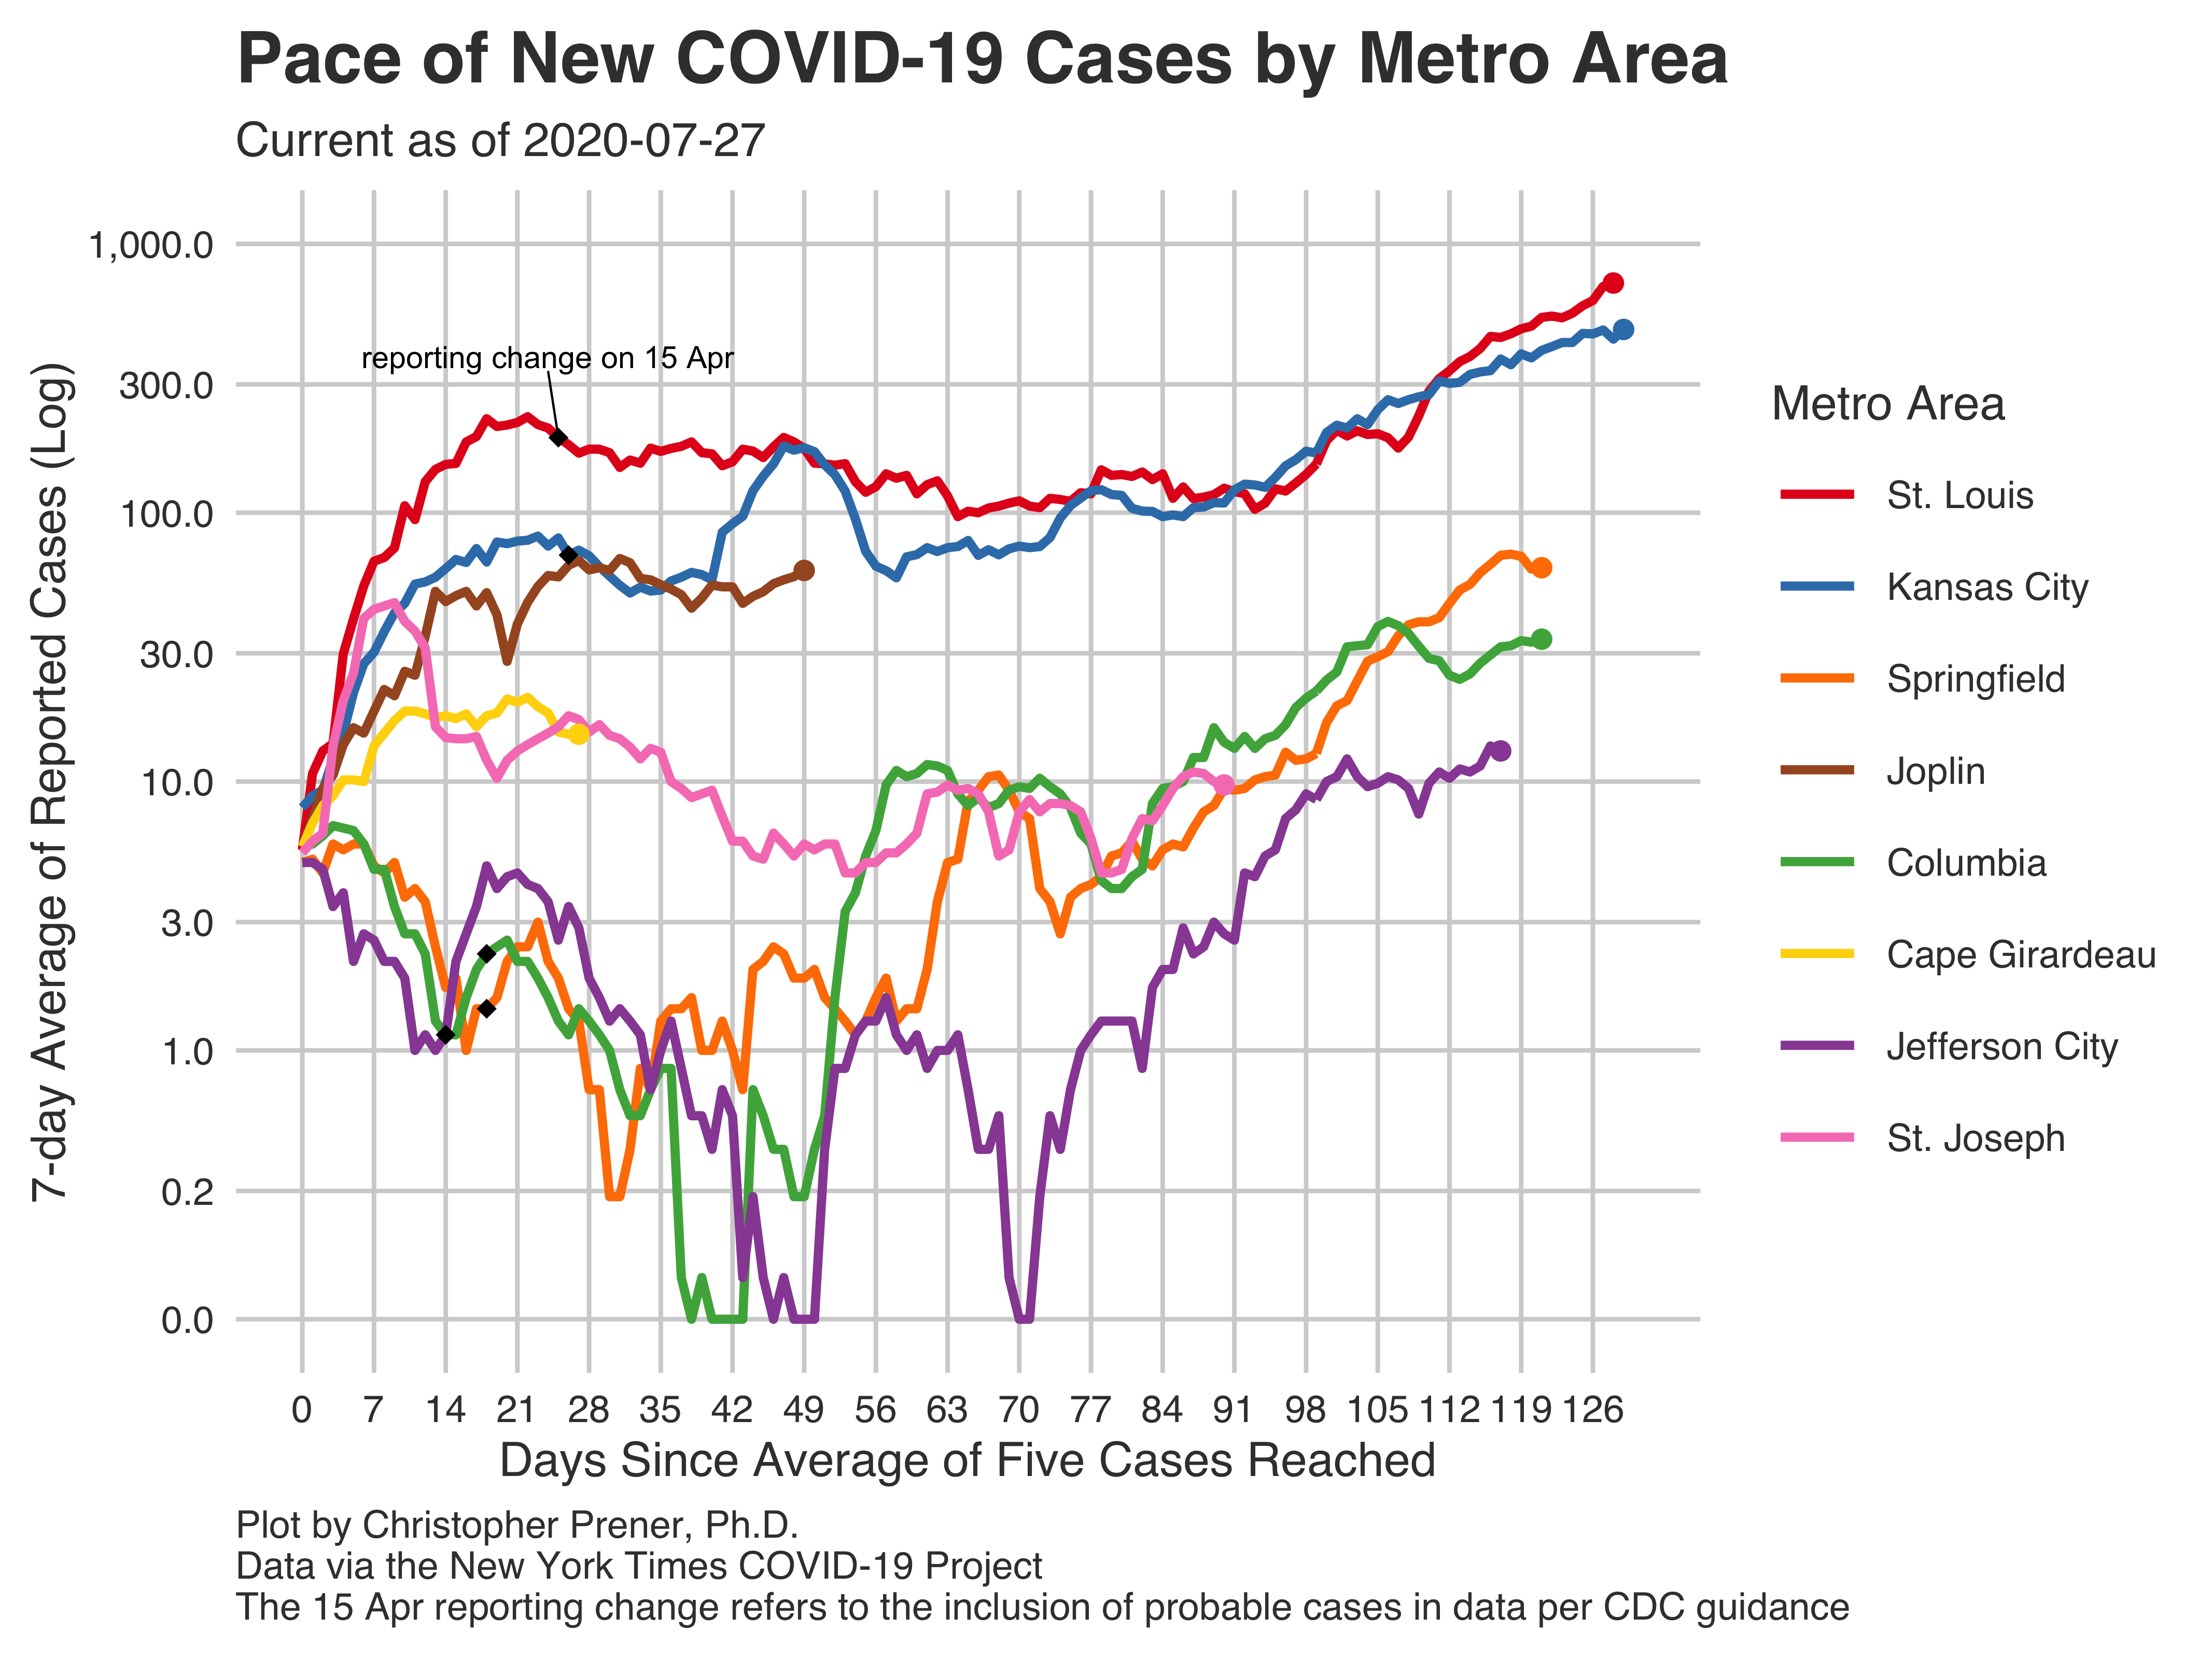 Pace of New COVID-19 Cases by Metro Area
Current as of 2020-07-27
7-day Average of Reported Cases (Log)
1,000.0
300.0
100.0
30.0
10.0
3.0
1.0
0.2
0.0
reporting change on 15 Apr
0 7 14 21 28 35 42 49 56 63 70 77 84 91 98 105 112 119 126
Days Since Average of Five Cases Reached
Metro Area
St. Louis
Kansas City
Springfield
Joplin
Columbia
Cape Girardeau
Jefferson City
St. Joseph
Plot by Christopher Prener, Ph.D.
Data via the New York Times COVID-19 Project
The 15 Apr reporting change refers to the inclusion of probable cases in data per CDC guidance